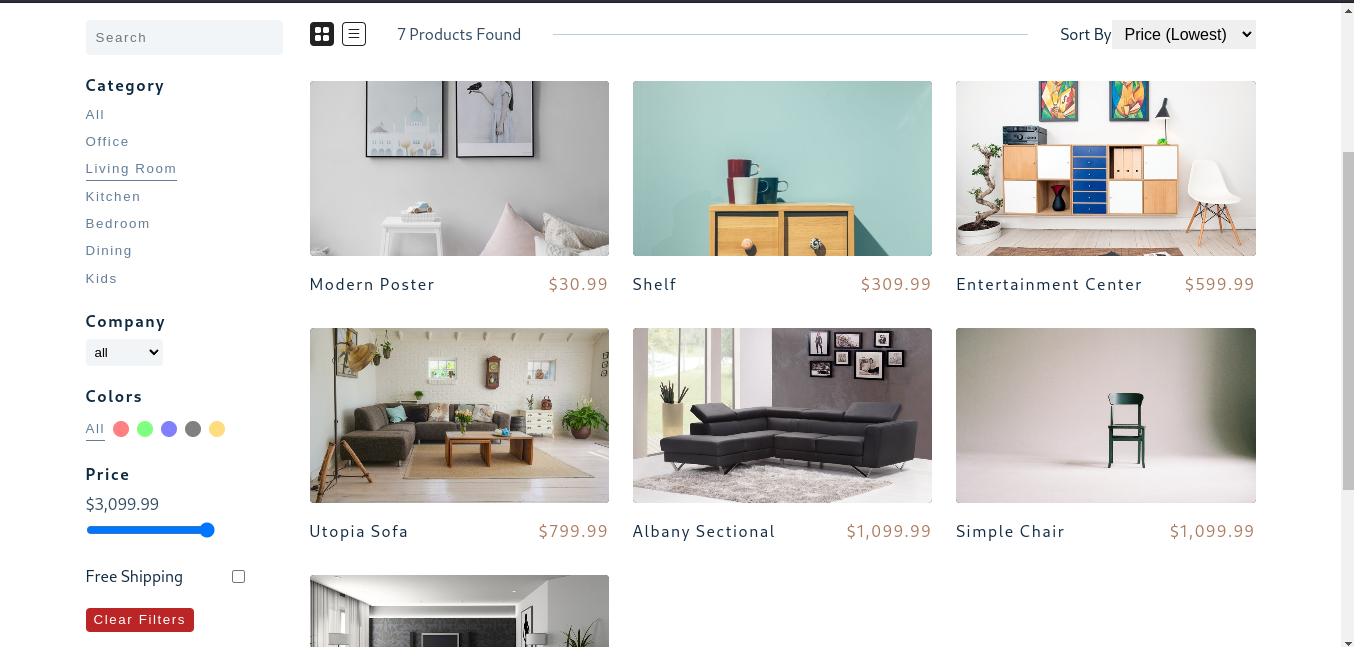 Search
7 Products Found
Sort By Price (Lowest)
Category
All
Office
Living Room
Kitchen
Bedroom
Dining
Kids
Company
all
Colors
All
Price
$3,099.99
Free Shipping
Clear Filters
Modern Poster $30.99
Shelf $309.99
Entertainment Center $599.99
Utopia Sofa $799.99
Albany Sectional $1,099.99
Simple Chair $1,099.99